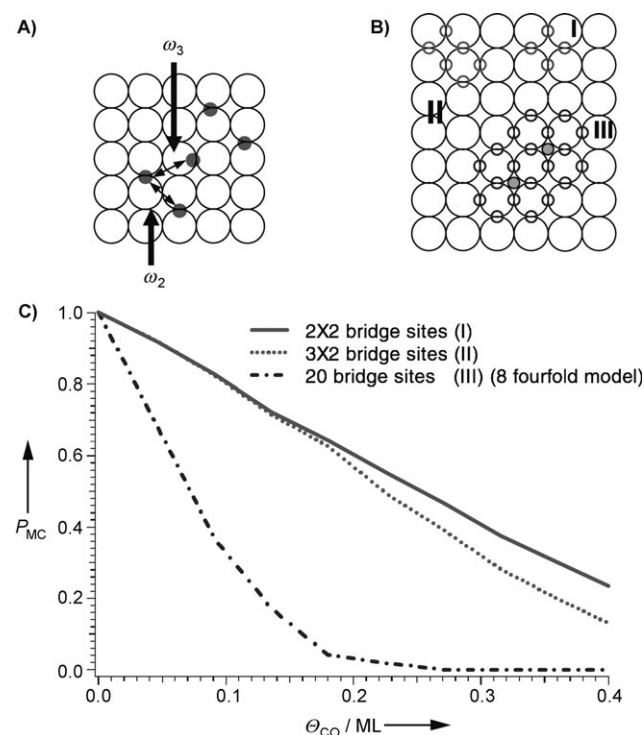 A)
ω3
ω2
B)
I
II
III
C)
1.0
0.8
0.6
0.4
0.2
0.0
PMC
2X2 bridge sites (I)
3X2 bridge sites (II)
20 bridge sites (III) (8 fourfold model)
0.0 0.1 0.2 0.3 0.4
ΘCO / ML